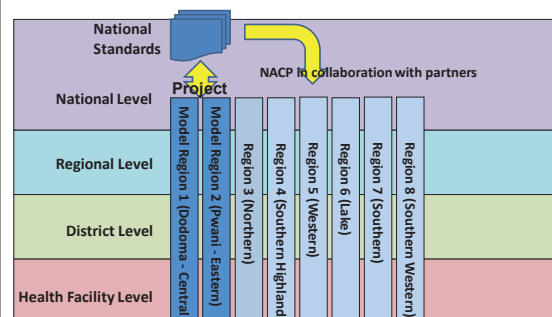 National
Standards
NACP in collaboration with partners
Project
National Level
Regional Level
District Level
Health Facility Level
Model Region 1 (Dodoma - Central
Model Region 2 (Pwani - Eastern)
Region 3 (Northern)
Region 4 (Southern Highland
Region 5 (Western)
Region 6 (Lake)
Region 7 (Southern)
Region 8 (Southern Western)